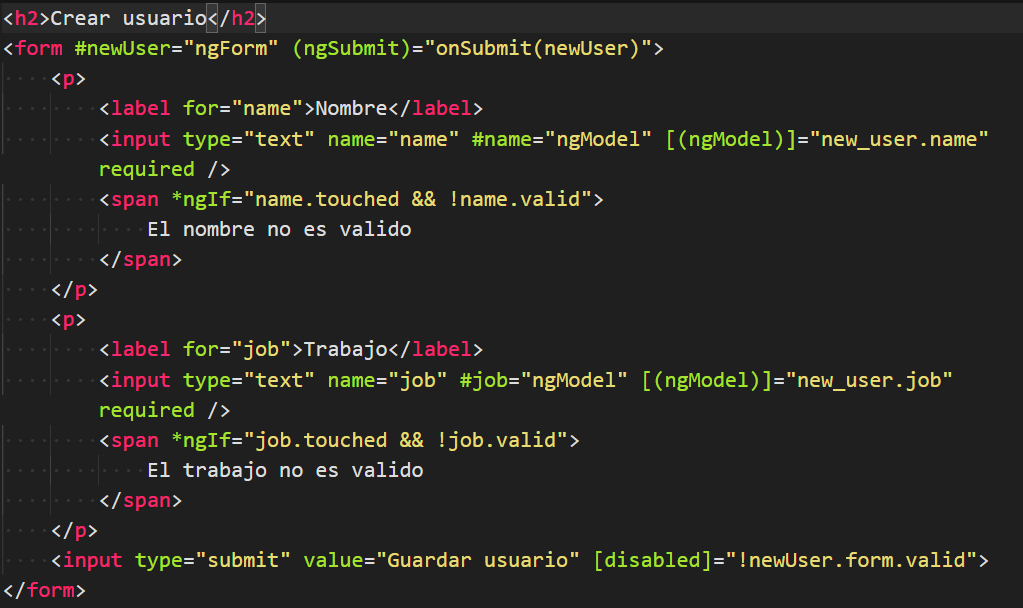 <h2>Crear usuario</h2>
<form #newUser="ngForm" (ngSubmit)="onSubmit(newUser)">
<p>
<label for="name">Nombre</label>
<input type="text" name="name" #name="ngModel" [(ngModel)]="new_user.name"
required />
<span *ngIf="name.touched && !name.valid">
El nombre no es valido
</span>
</p>
<p>
<label for="job">Trabajo</label>
<input type="text" name="job" #job="ngModel" [(ngModel)]="new_user.job"
required />
<span *ngIf="job.touched && !job.valid">
El trabajo no es valido
</span>
</p>
<input type="submit" value="Guardar usuario" [disabled]="!newUser.form.valid">
</form>